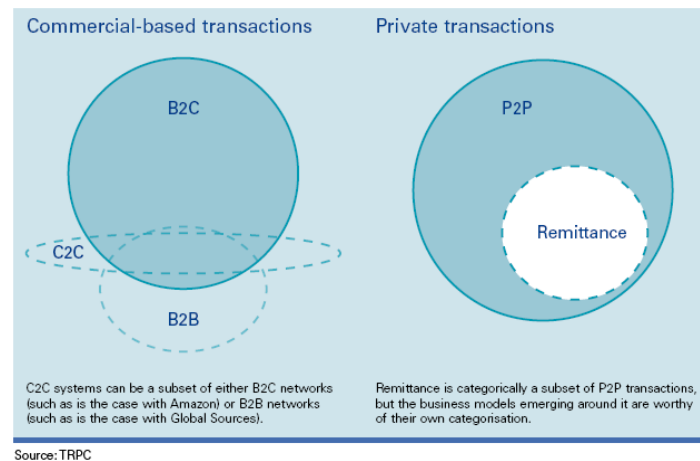 Commercial-based transactions
B2C
C2C
B2B
C2C systems can be a subset of either B2C networks
(such as is the case with Amazon) or B2B networks
(such as is the case with Global Sources).
Private transactions
P2P
Remittance
Remittance is categorically a subset of P2P transactions,
but the business models emerging around it are worthy
of their own categorisation.
Source: TRPC